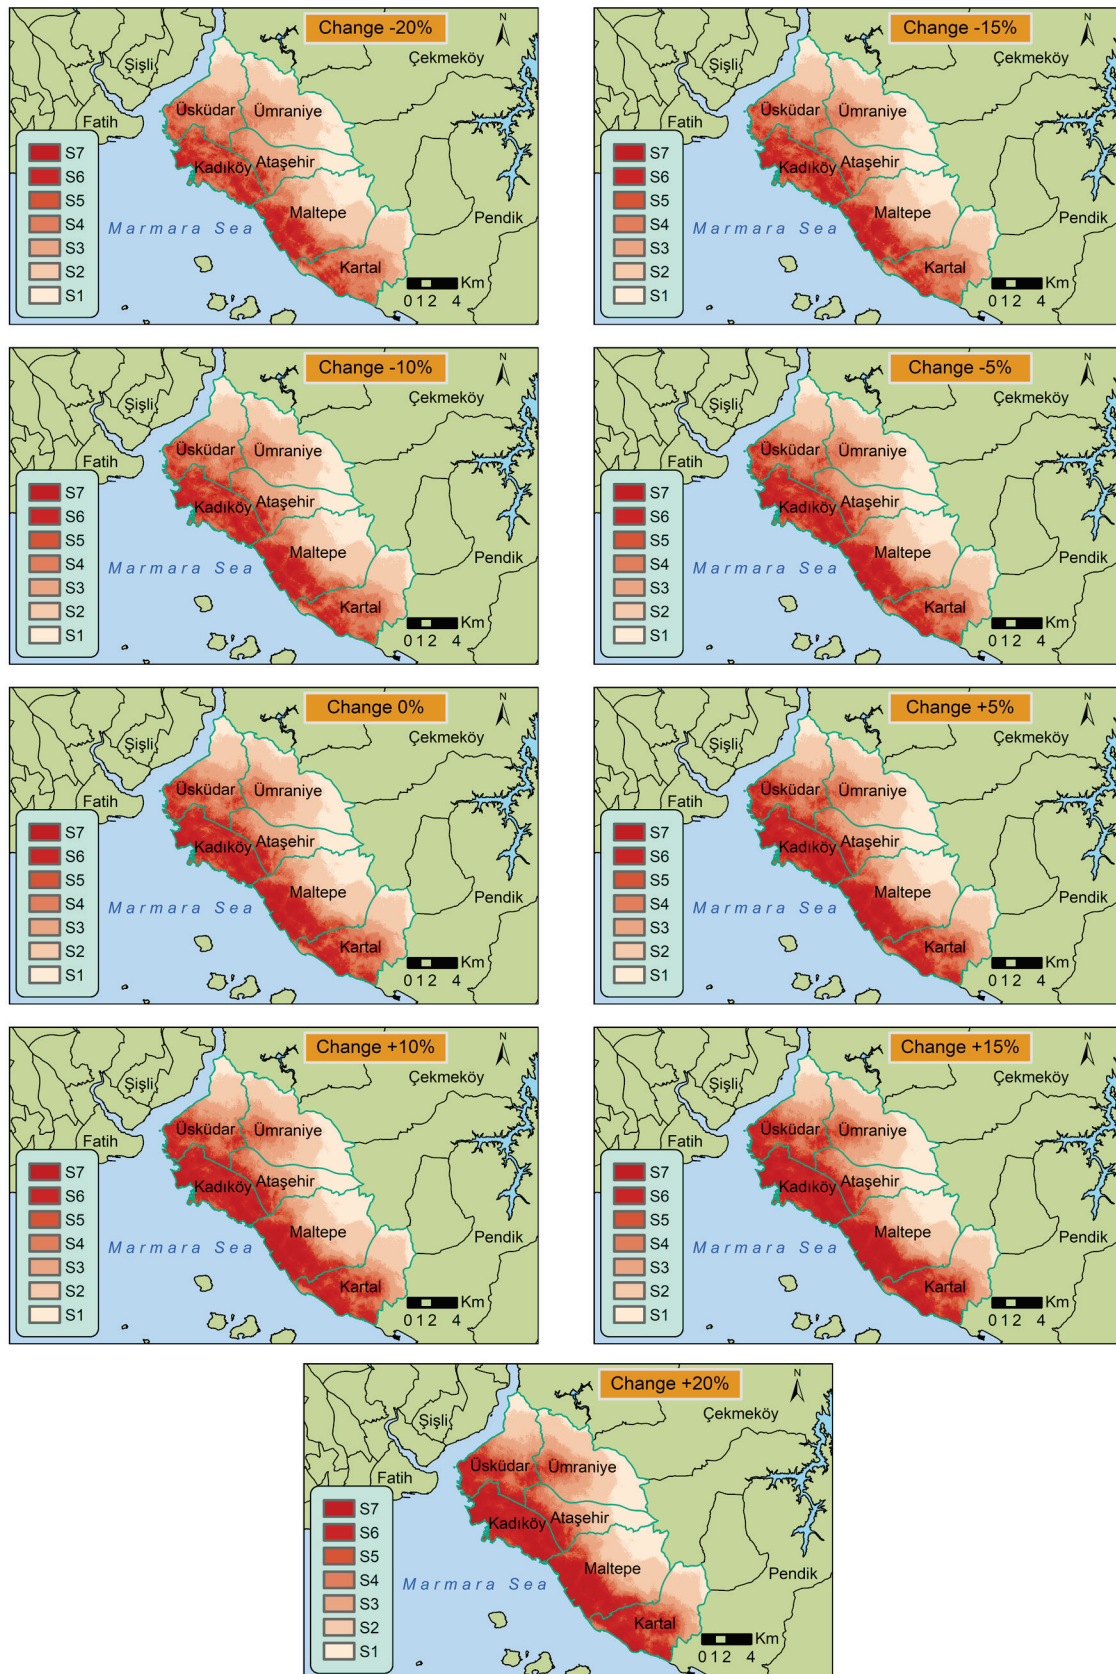 Change -20%
N
Şişli
Çekmeköy
Üsküdar
Ümraniye
Fatih
S7
S6
S5
S4
S3
S2
S1
Kadıköy
Ataşehir
Maltepe
Pendik
Marmara Sea
Kartal
Km
0 1 2 4
Change -15%
N
Şişli
Çekmeköy
Üsküdar
Ümraniye
Fatih
S7
S6
S5
S4
S3
S2
S1
Kadıköy
Ataşehir
Maltepe
Pendik
Marmara Sea
Kartal
Km
0 1 2 4
Change -10%
N
Şişli
Çekmeköy
Üsküdar
Ümraniye
Fatih
S7
S6
S5
S4
S3
S2
S1
Kadıköy
Ataşehir
Maltepe
Pendik
Marmara Sea
Kartal
Km
0 1 2 4
Change -5%
N
Şişli
Çekmeköy
Üsküdar
Ümraniye
Fatih
S7
S6
S5
S4
S3
S2
S1
Kadıköy
Ataşehir
Maltepe
Pendik
Marmara Sea
Kartal
Km
0 1 2 4
Change 0%
N
Şişli
Çekmeköy
Üsküdar
Ümraniye
Fatih
S7
S6
S5
S4
S3
S2
S1
Kadıköy
Ataşehir
Maltepe
Pendik
Marmara Sea
Kartal
Km
0 1 2 4
Change +5%
N
Şişli
Çekmeköy
Üsküdar
Ümraniye
Fatih
S7
S6
S5
S4
S3
S2
S1
Kadıköy
Ataşehir
Maltepe
Pendik
Marmara Sea
Kartal
Km
0 1 2 4
Change +10%
N
Şişli
Çekmeköy
Üsküdar
Ümraniye
Fatih
S7
S6
S5
S4
S3
S2
S1
Kadıköy
Ataşehir
Maltepe
Pendik
Marmara Sea
Kartal
Km
0 1 2 4
Change +15%
N
Şişli
Çekmeköy
Üsküdar
Ümraniye
Fatih
S7
S6
S5
S4
S3
S2
S1
Kadıköy
Ataşehir
Maltepe
Pendik
Marmara Sea
Kartal
Km
0 1 2 4
Change +20%
N
Şişli
Çekmeköy
Üsküdar
Ümraniye
Fatih
S7
S6
S5
S4
S3
S2
S1
Kadıköy
Ataşehir
Maltepe
Pendik
Marmara Sea
Kartal
Km
0 1 2 4